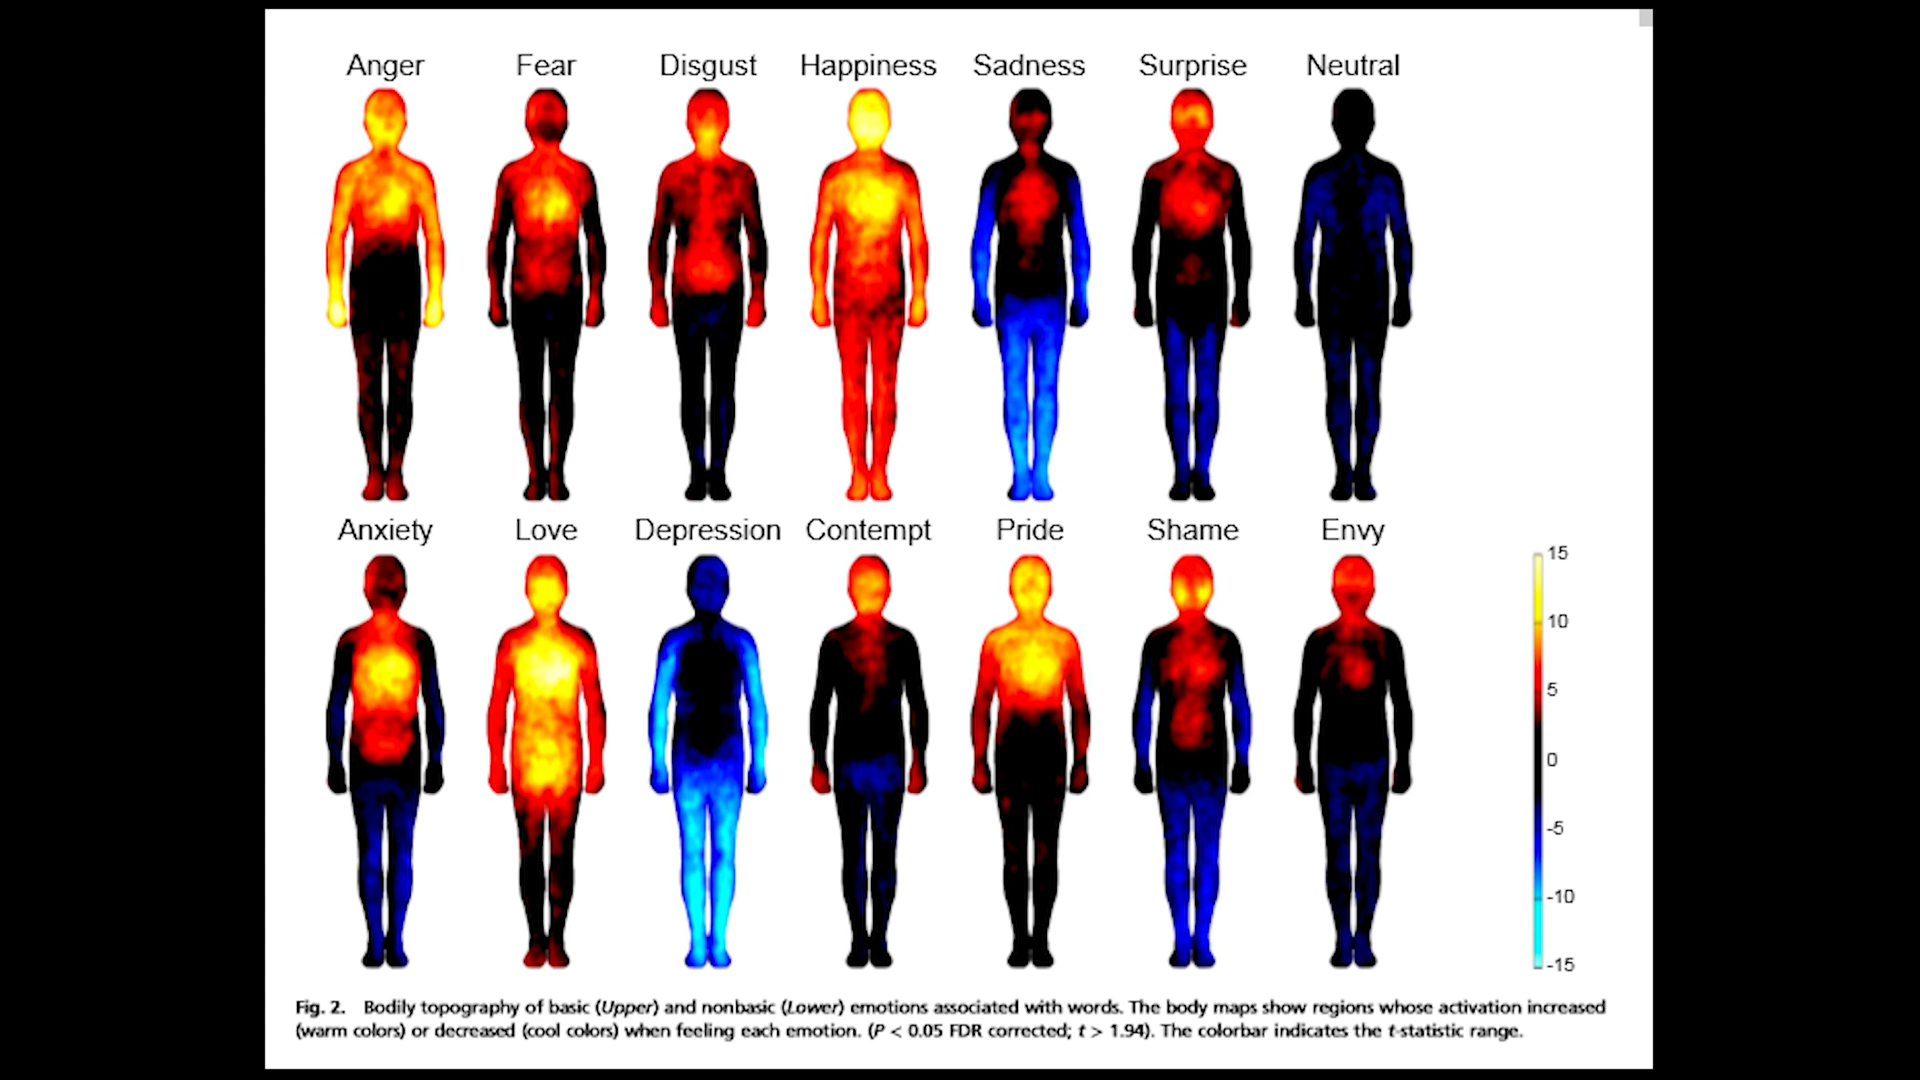 Anger Fear Disgust Happiness Sadness Surprise Neutral
Anxiety Love Depression Contempt Pride Shame Envy
15
10
5
0
-5
-10
-15
Fig. 2. Bodily topography of basic (Upper) and nonbasic (Lower) emotions associated with words. The body maps show regions whose activation increased
(warm colors) or decreased (cool colors) when feeling each emotion. (P < 0.05 FDR corrected; t > 1.94). The colorbar indicates the t-statistic range.